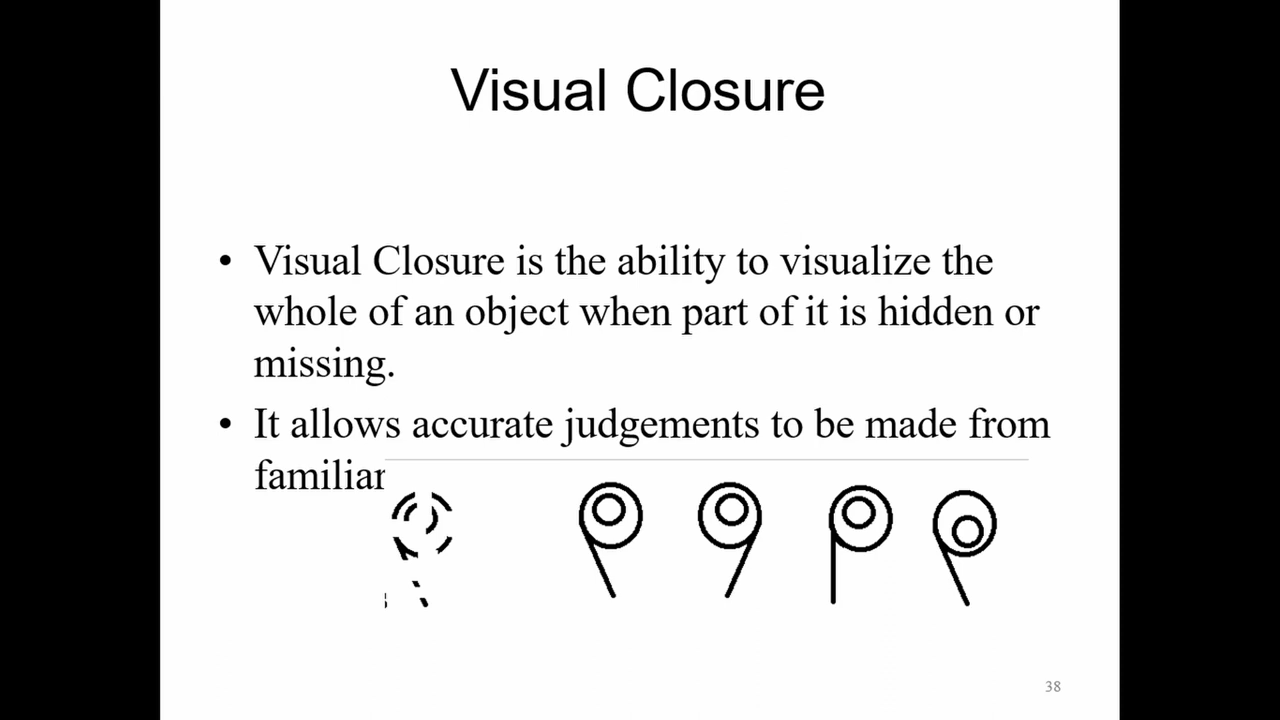 Visual Closure
• Visual Closure is the ability to visualize the
whole of an object when part of it is hidden or
missing.
• It allows accurate judgements to be made from
familiar
38